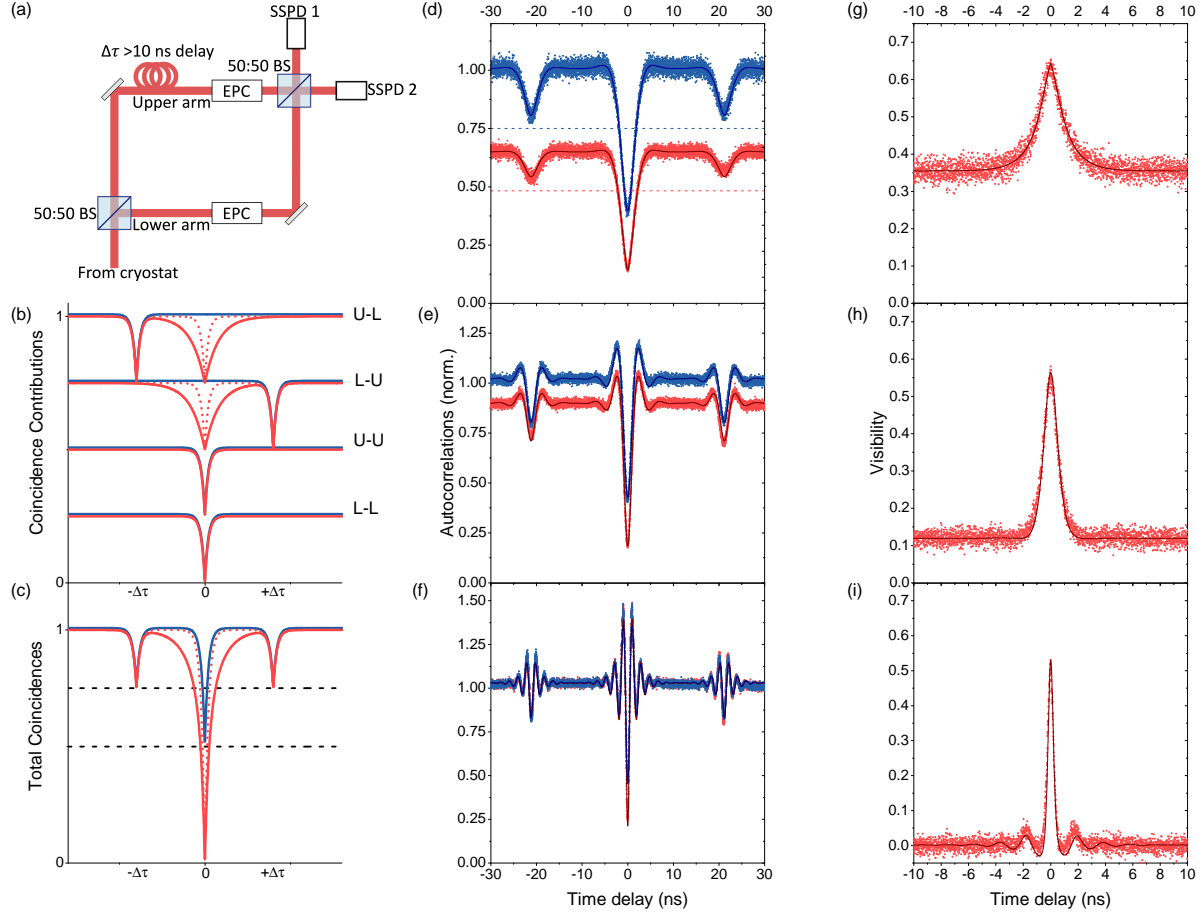 (a)
SSPD 1
Δτ >10 ns delay
50:50 BS
EPC
SSPD 2
Upper arm
50:50 BS
EPC
Lower arm
From cryostat
(b)
Coincidence Contributions
1
U-L
L-U
U-U
L-L
0
-Δτ 0 +Δτ
(c)
Total Coincidences
1
0
-Δτ 0 +Δτ
(d)
-30 -20 -10 0 10 20 30
1.00
0.75
0.50
0.25
0.00
(e)
Autocorrelations (norm.)
1.25
1.00
0.75
0.50
0.25
0.00
(f)
1.50
1.25
1.00
0.75
0.50
0.25
0.00
-30 -20 -10 0 10 20 30
Time delay (ns)
(g)
-10 -8 -6 -4 -2 0 2 4 6 8 10
0.7
0.6
0.5
0.4
0.3
0.2
0.1
0.0
(h)
Visibility
0.7
0.6
0.5
0.4
0.3
0.2
0.1
0.0
(i)
0.7
0.6
0.5
0.4
0.3
0.2
0.1
0.0
-10 -8 -6 -4 -2 0 2 4 6 8 10
Time delay (ns)